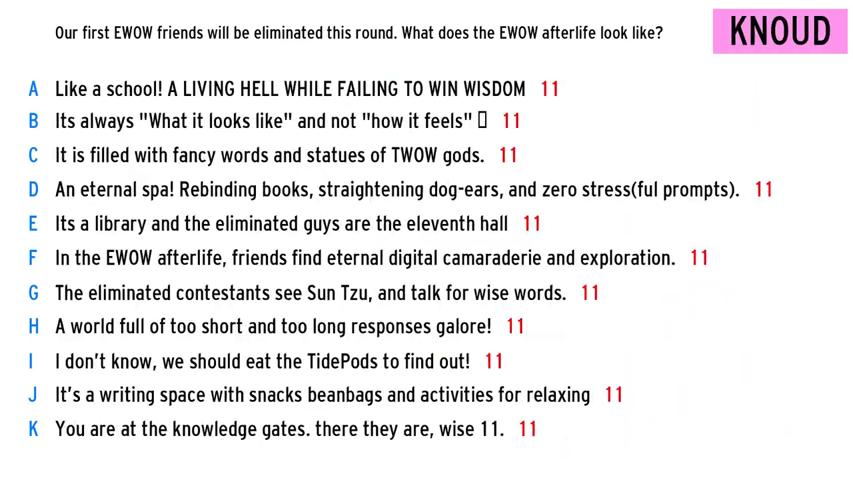 Our first EWOW friends will be eliminated this round. What does the EWOW afterlife look like?
KNOUD
A Like a school! A LIVING HELL WHILE FAILING TO WIN WISDOM 11
B Its always "What it looks like" and not "how it feels" 11
C It is filled with fancy words and statues of TWOW gods. 11
D An eternal spa! Rebinding books, straightening dog-ears, and zero stress(ful prompts). 11
E Its a library and the eliminated guys are the eleventh hall 11
F In the EWOW afterlife, friends find eternal digital camaraderie and exploration. 11
G The eliminated contestants see Sun Tzu, and talk for wise words. 11
H A world full of too short and too long responses galore! 11
I I don't know, we should eat the TidePods to find out! 11
J It's a writing space with snacks beanbags and activities for relaxing 11
K You are at the knowledge gates. there they are, wise 11. 11